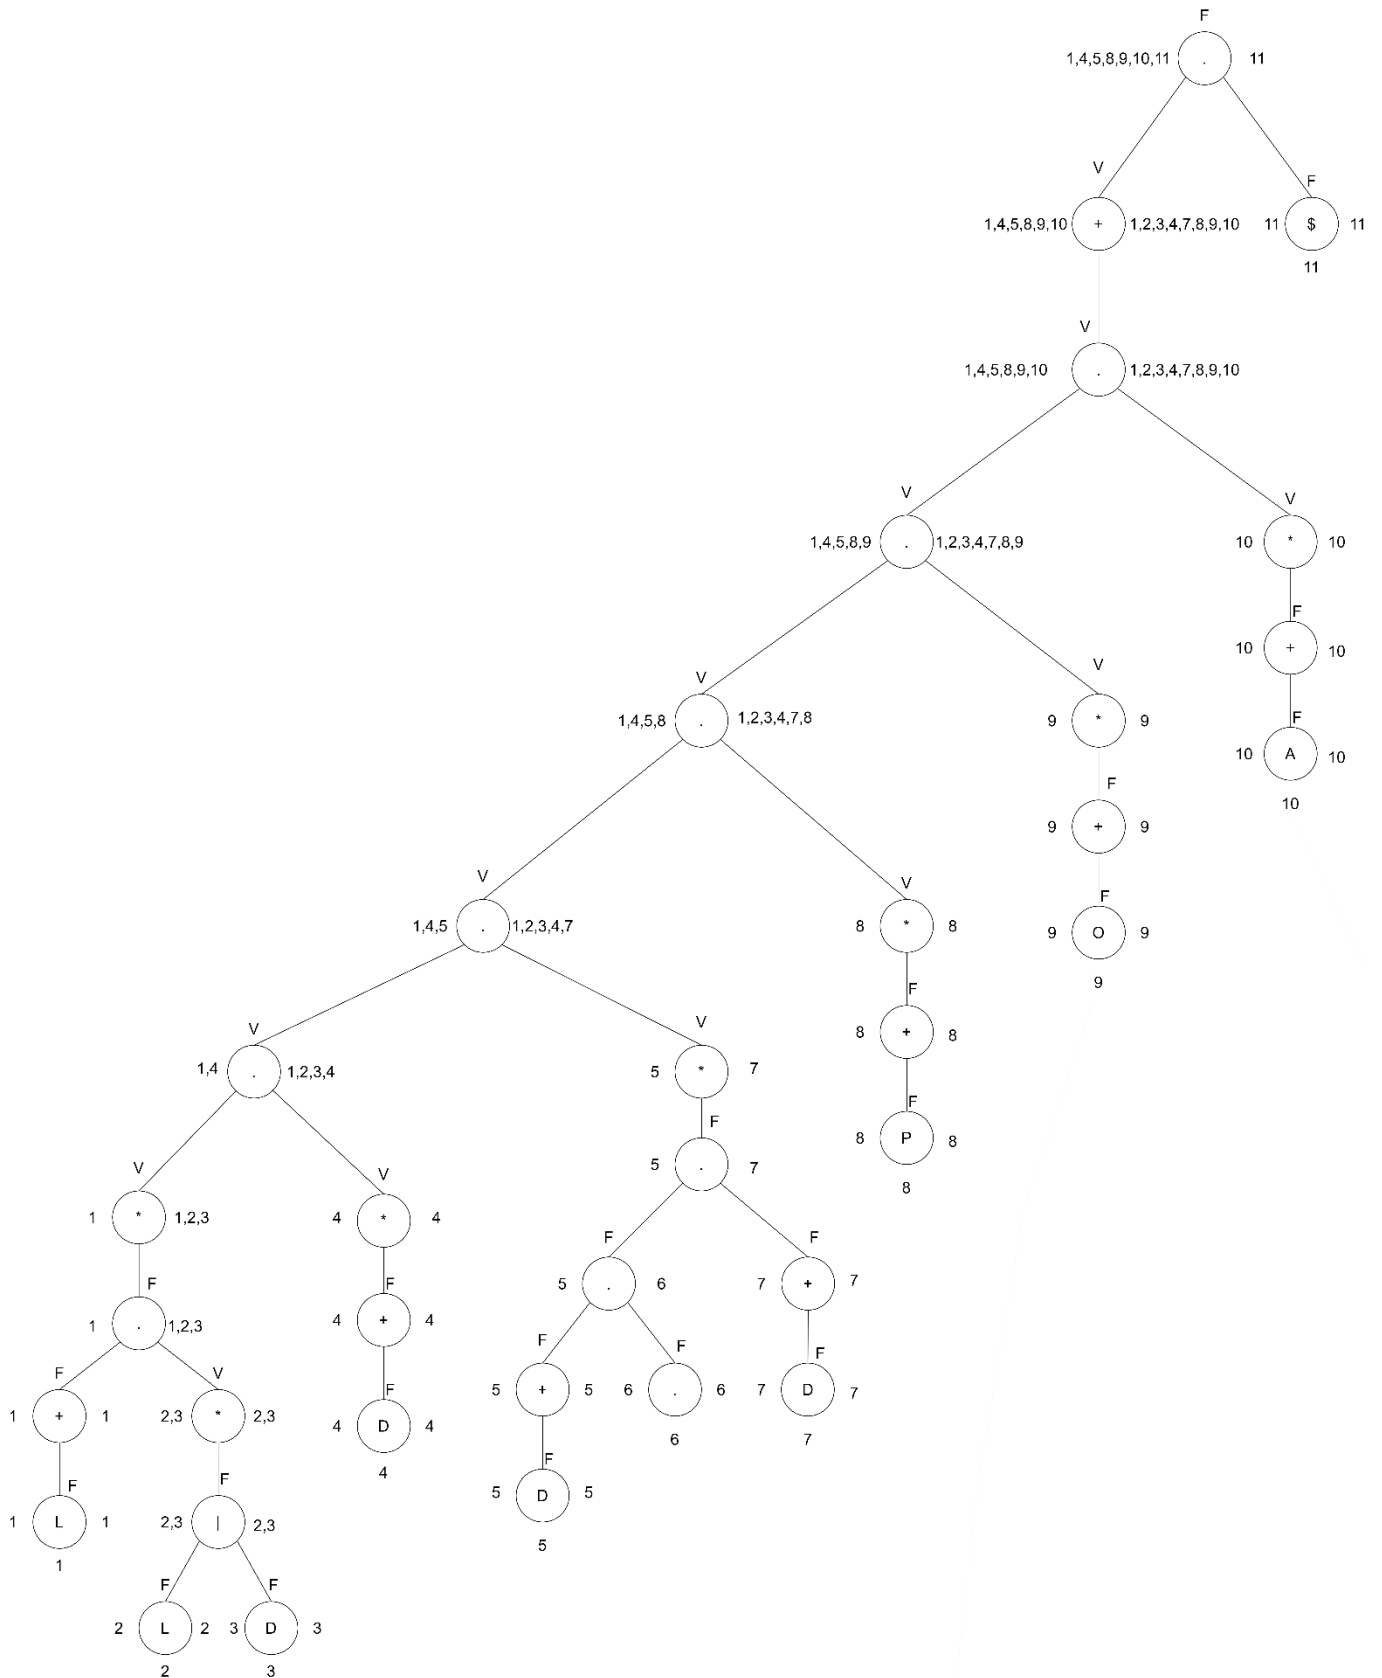 F
1,4,5,8,9,10,11 . 11
V
F
1,4,5,8,9,10 + 1,2,3,4,7,8,9,10 11 $ 11
11
V
1,4,5,8,9,10 . 1,2,3,4,7,8,9,10
V V
1,4,5,8,9 . 1,2,3,4,7,8,9 10 * 10
F
10 + 10
V V
1,4,5,8 . 1,2,3,4,7,8 9 * 9
F
10 A 10
F
10
9 + 9
V V F
1,4,5 . 1,2,3,4,7 8 * 8 9 O 9
F 9
V V
8 + 8
1,4 . 1,2,3,4 5 * 7
F F
8 P 8
V V 5 . 7
8
1 * 1,2,3 4 * 4
F F
F F
5 . 6 7 + 7
1 . 1,2,3 4 + 4
F F F
F V F
5 + 5 6 . 6 7 D 7
1 + 1 2,3 * 2,3 4 D 4
6 7
F F F
4
5 D 5
1 L 1 2,3 | 2,3
5
1
F F
2 L 2 3 D 3
2 3